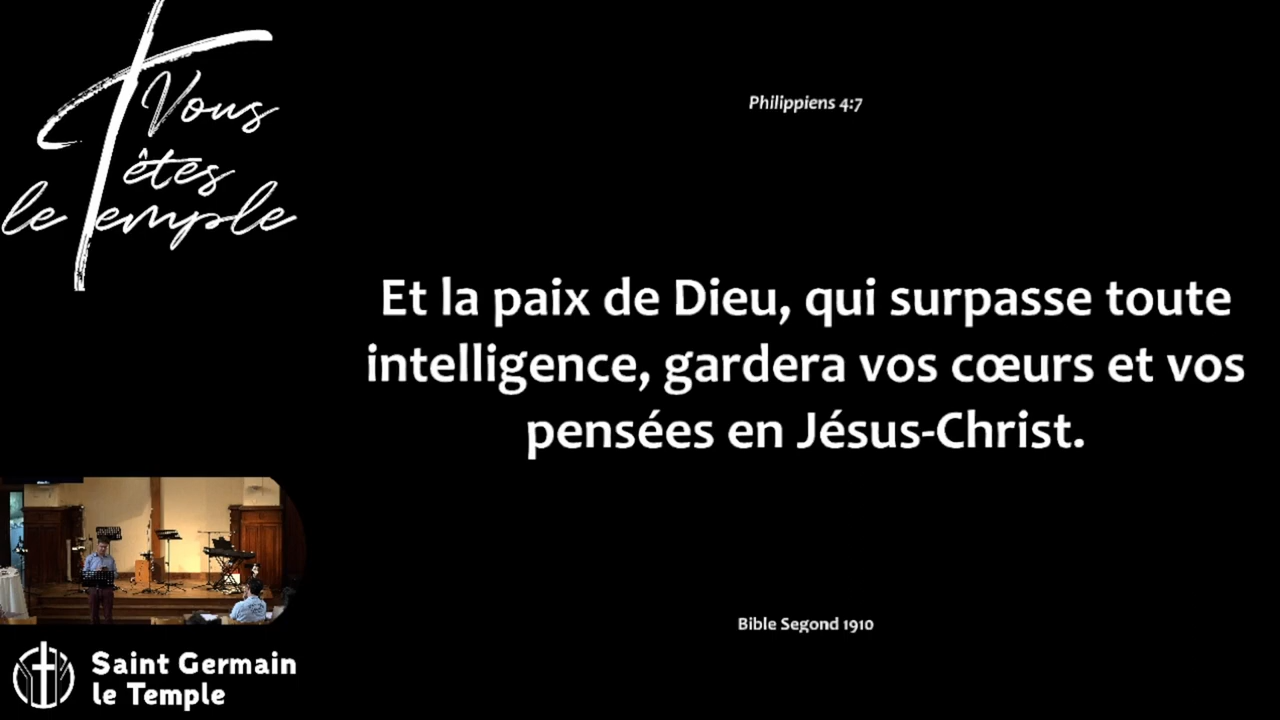 Vous
êtes
le Temple
Philippiens 4:7
Et la paix de Dieu, qui surpasse toute
intelligence, gardera vos cœurs et vos
pensées en Jésus-Christ.
Bible Segond 1910
Saint Germain
le Temple